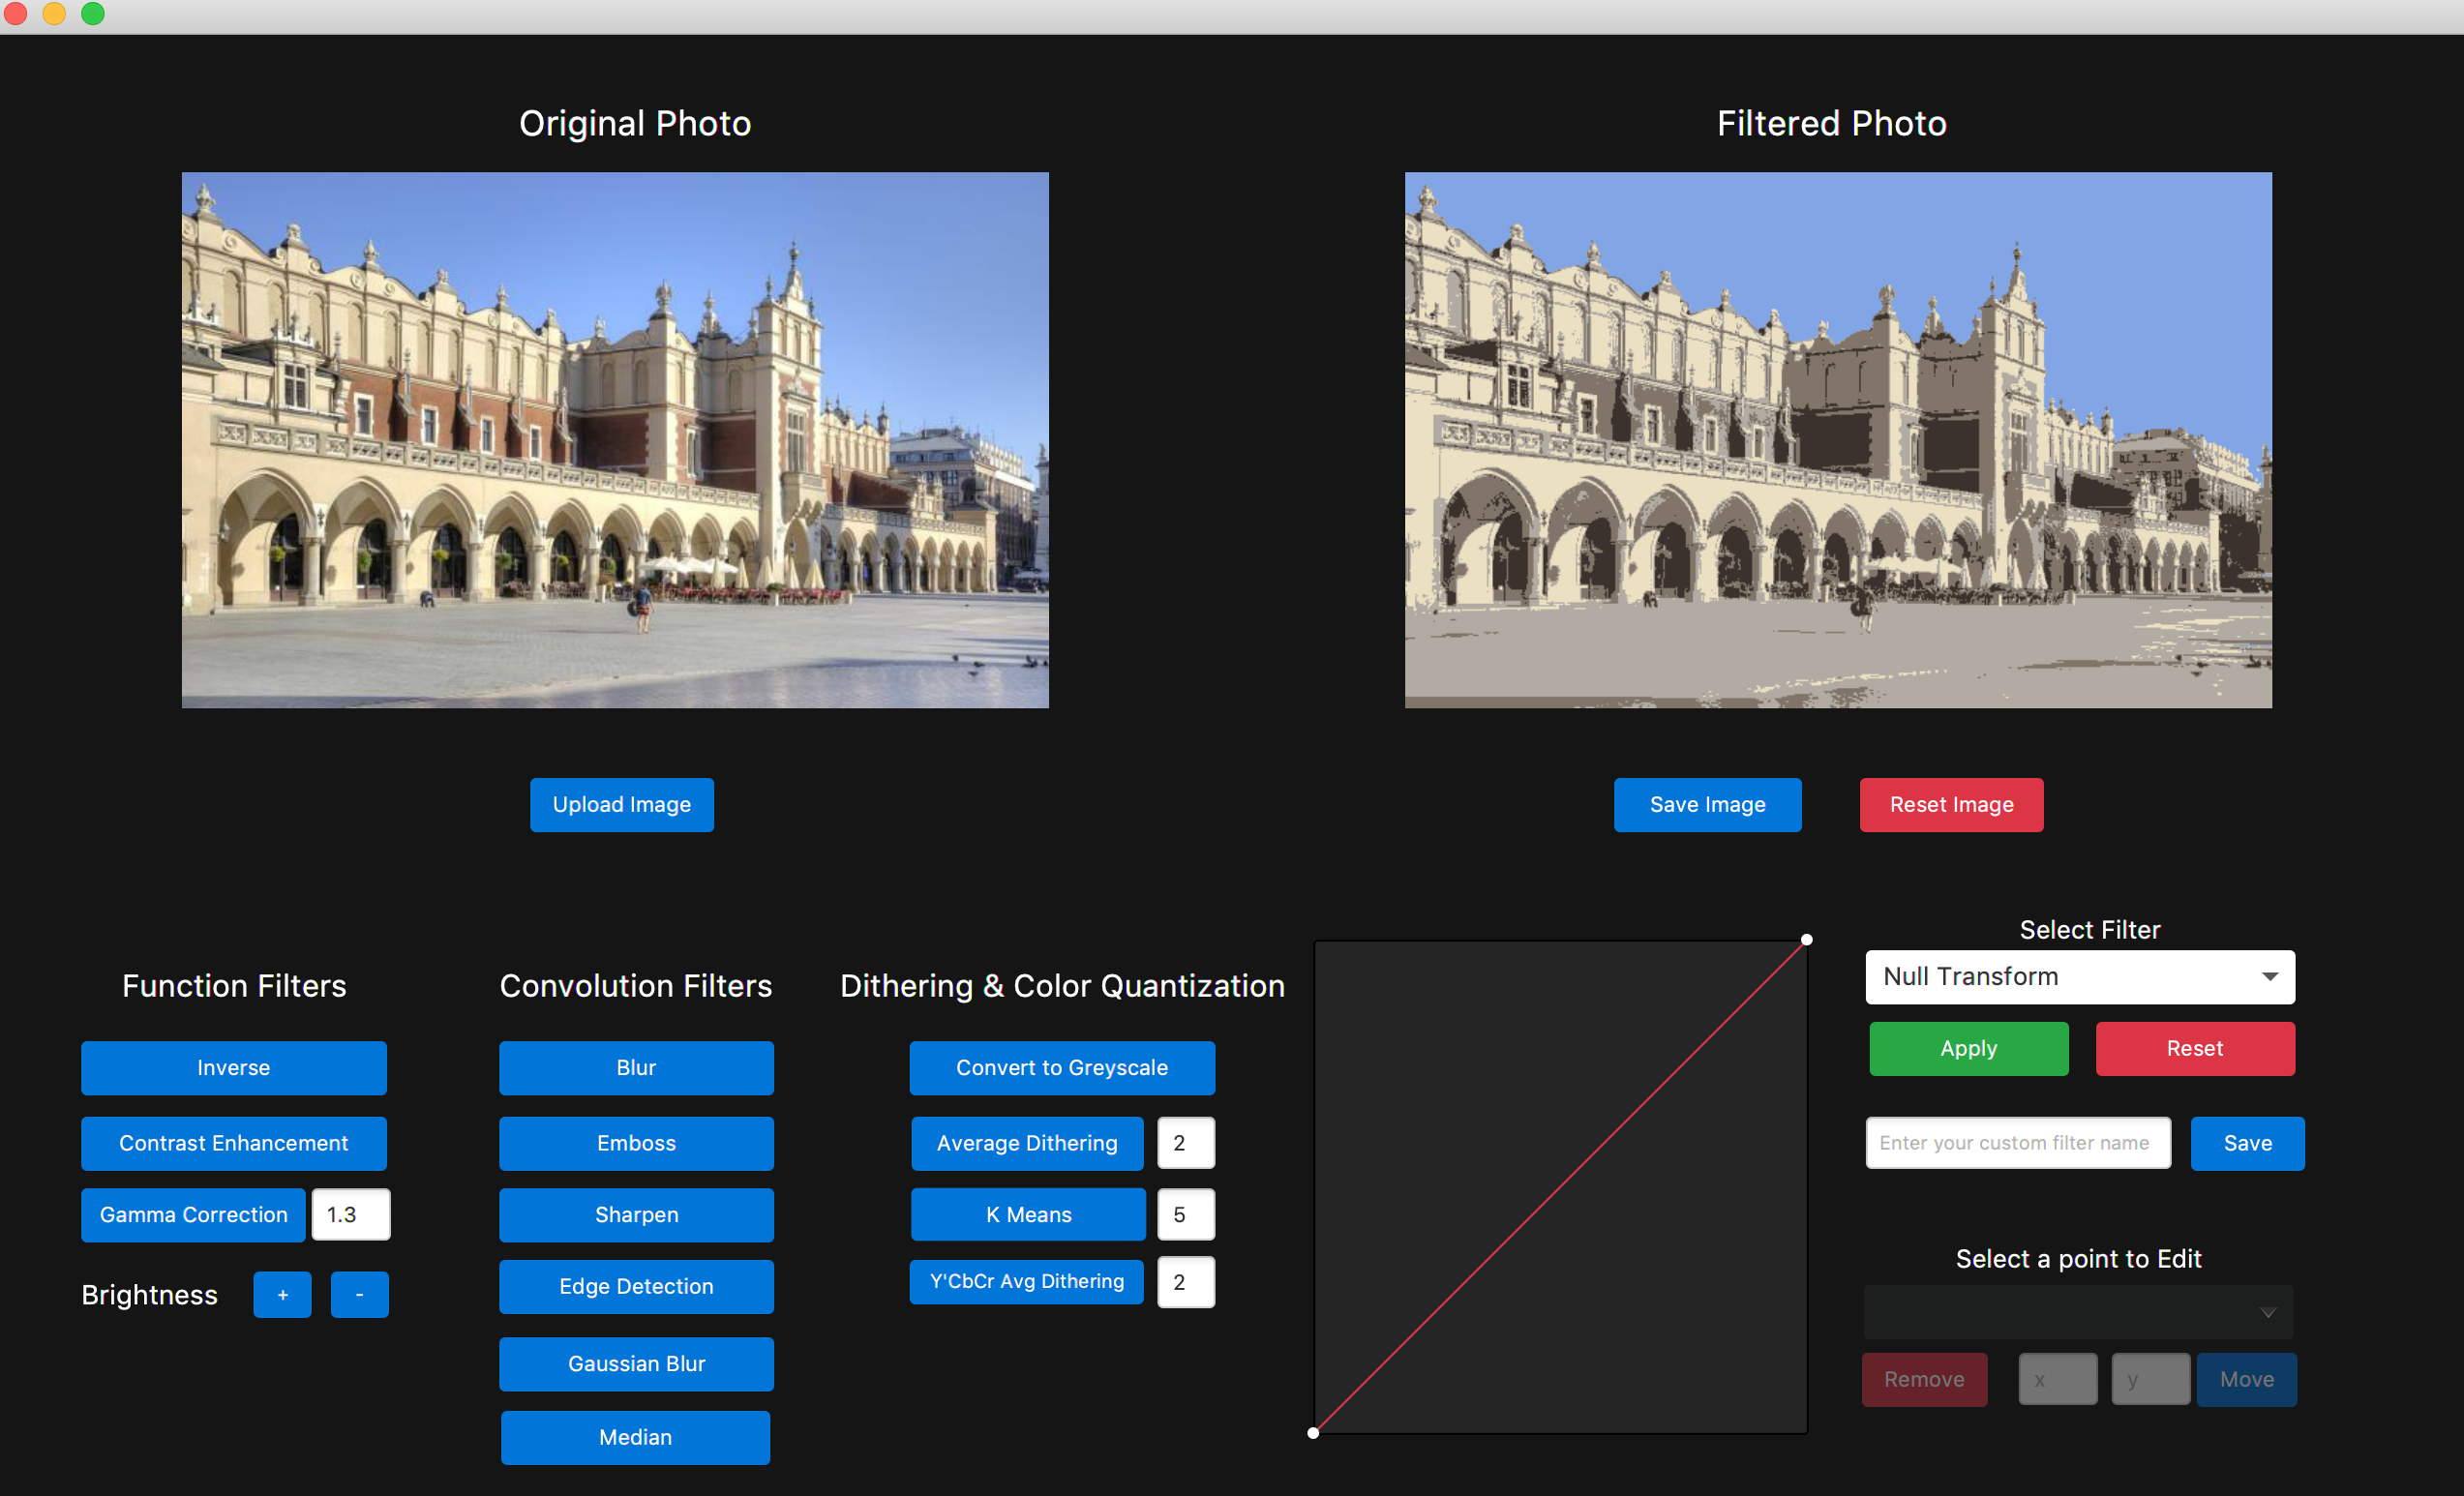 Original Photo
Filtered Photo
Upload Image
Save Image
Reset Image
Function Filters
Inverse
Contrast Enhancement
Gamma Correction
1.3
Brightness
+
-
Convolution Filters
Blur
Emboss
Sharpen
Edge Detection
Gaussian Blur
Median
Dithering & Color Quantization
Convert to Greyscale
Average Dithering
2
K Means
5
Y'CbCr Avg Dithering
2
Select Filter
Null Transform
Apply
Reset
Enter your custom filter name
Save
Select a point to Edit
Remove
x
y
Move